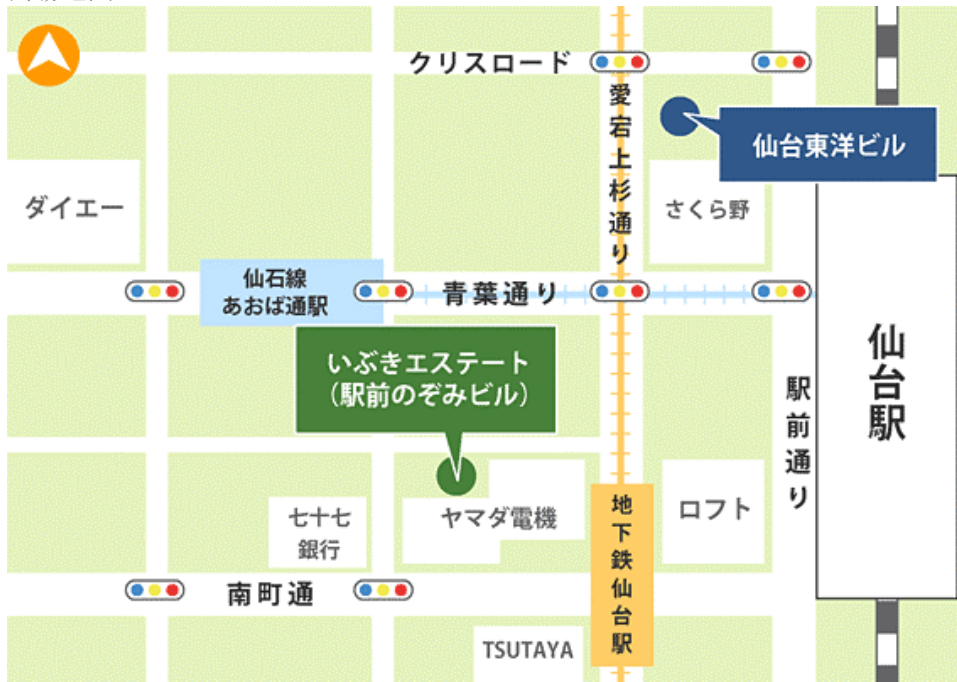 クリスロード
愛宕上杉通り
仙台東洋ビル
ダイエー
さくら野
仙石線
あおば通駅
青葉通り
いぶきエステート
（駅前のぞみビル）
仙台駅
駅前通り
七十七
銀行
ヤマダ電機
ロフト
地下鉄仙台駅
南町通
TSUTAYA